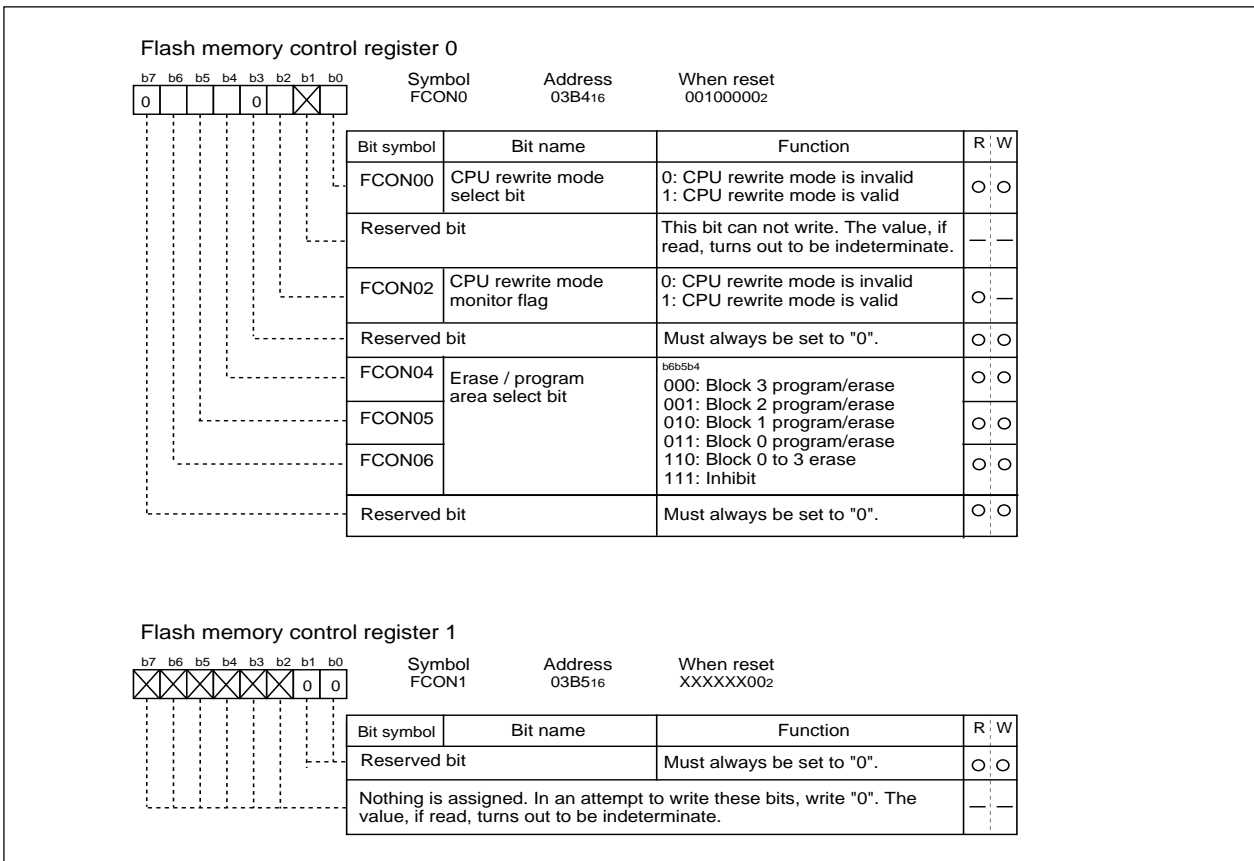 Flash memory control register 0
b7 b6 b5 b4 b3 b2 b1 b0
Symbol Address When reset
0 0 FCON0 03B416 001000002
Bit symbol Bit name Function R W
FCON00 CPU rewrite mode select bit 0: CPU rewrite mode is invalid
1: CPU rewrite mode is valid
Reserved bit This bit can not write. The value, if
read, turns out to be indeterminate.
FCON02 CPU rewrite mode monitor flag 0: CPU rewrite mode is invalid
1: CPU rewrite mode is valid
Reserved bit Must always be set to "0".
FCON04 Erase / program
area select bit
b6b5b4
000: Block 3 program/erase
001: Block 2 program/erase
FCON05 010: Block 1 program/erase
011: Block 0 program/erase
FCON06 110: Block 0 to 3 erase
111: Inhibit
Reserved bit Must always be set to "0".
Flash memory control register 1
b7 b6 b5 b4 b3 b2 b1 b0
Symbol Address When reset
0 0 FCON1 03B516 XXXXXX002
Bit symbol Bit name Function R W
Reserved bit Must always be set to "0".
Nothing is assigned. In an attempt to write these bits, write "0". The
value, if read, turns out to be indeterminate.